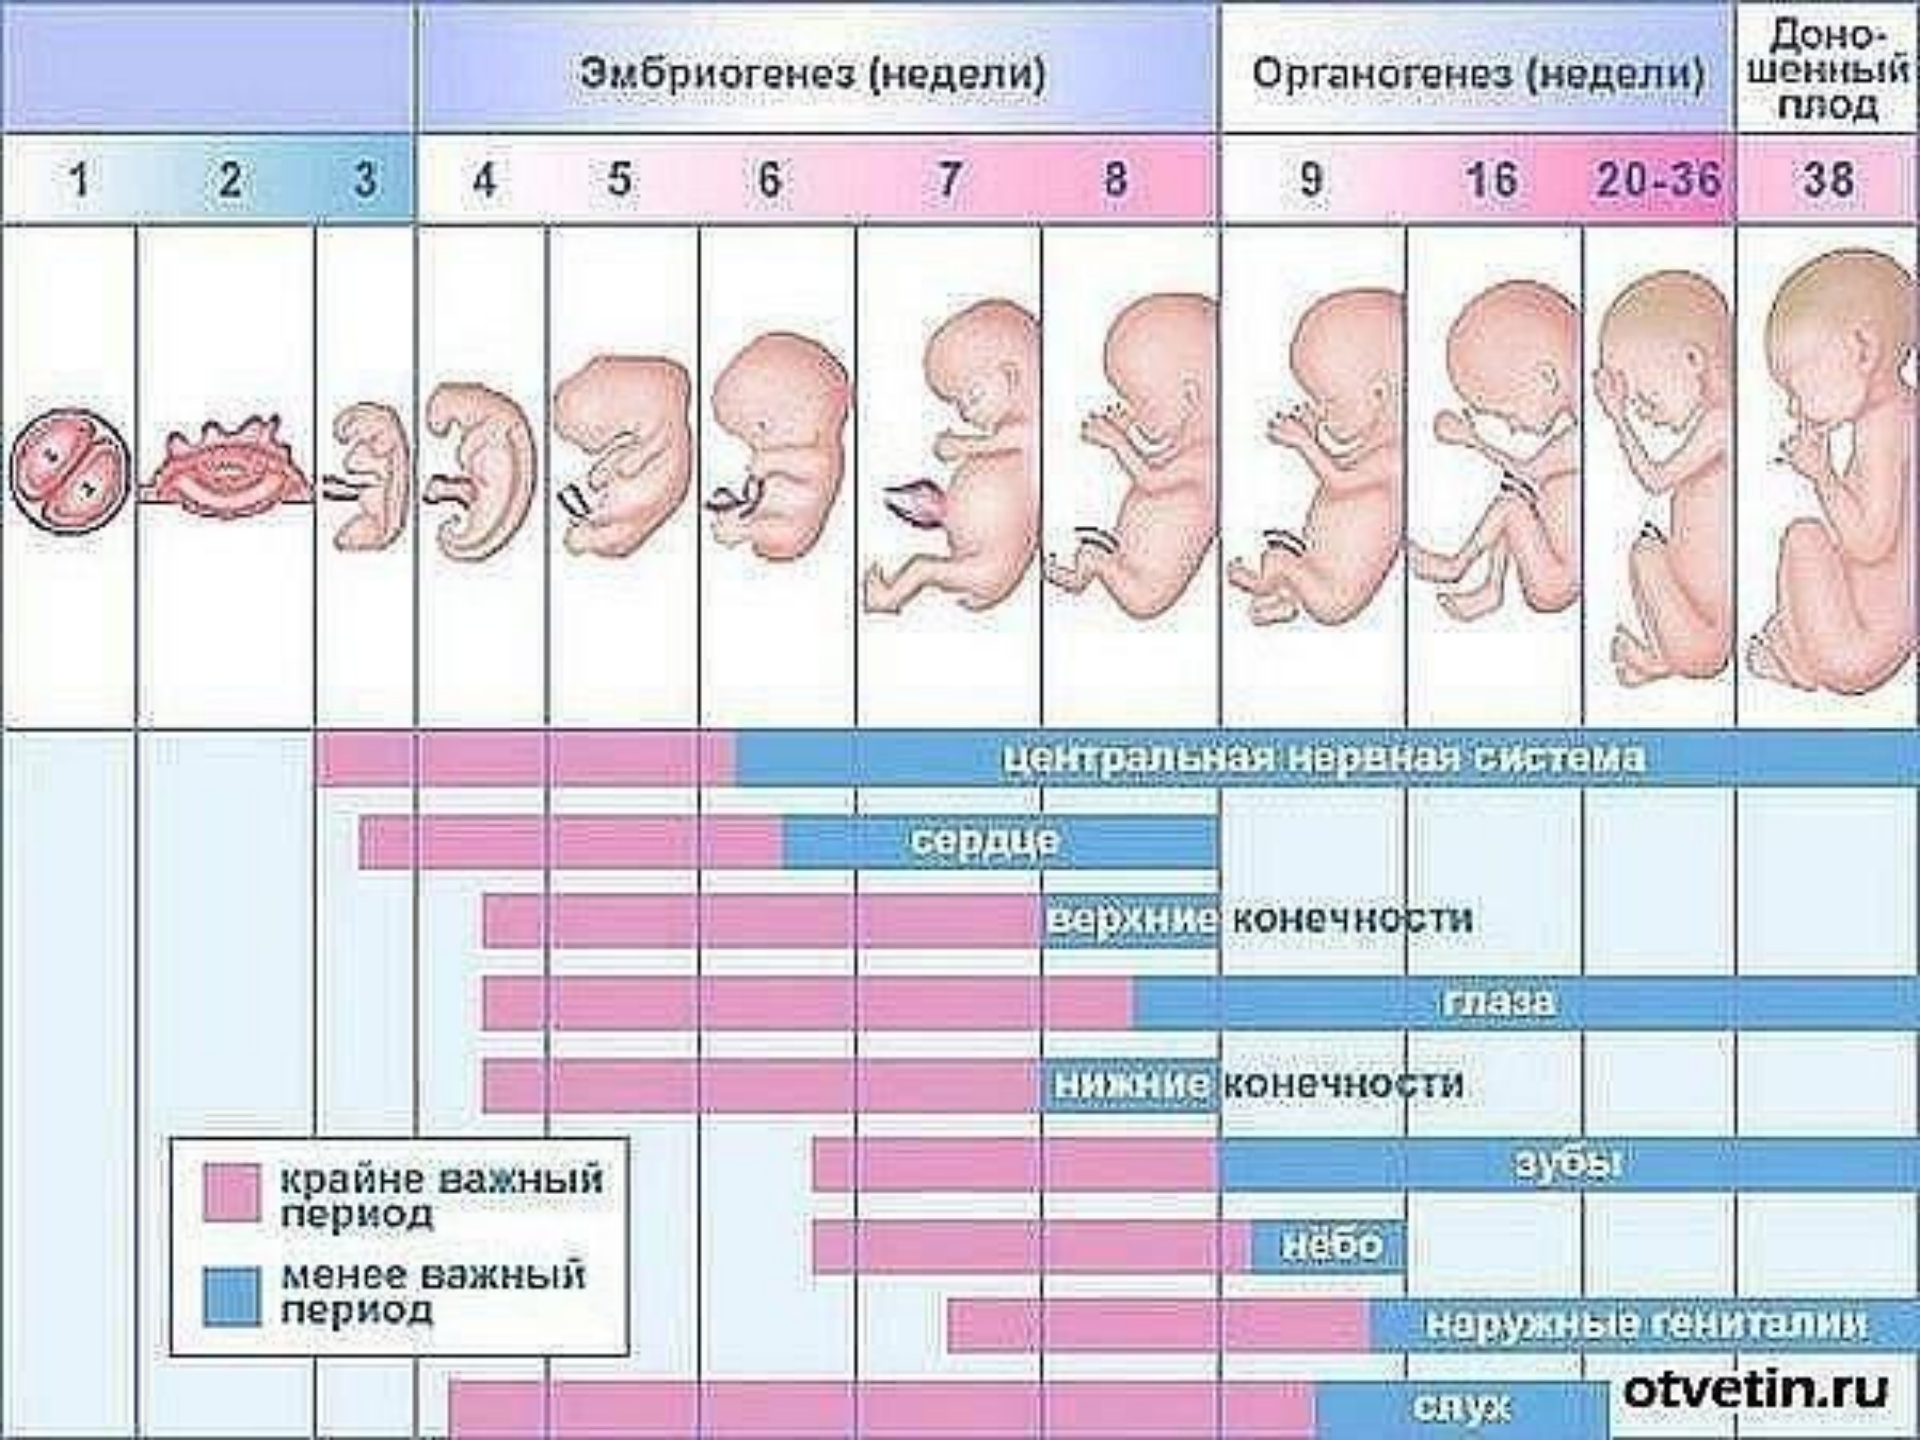 Эмбриогенез (недели)
Органогенез (недели)
Доно-
шенный
плод
1 2 3 4 5 6 7 8 9 16 20-36 38
центральная нервная система
сердце
верхние конечности
глаза
нижние конечности
зубы
нёбо
наружные гениталии
слух
крайне важный
период
менее важный
период
otvetin.ru